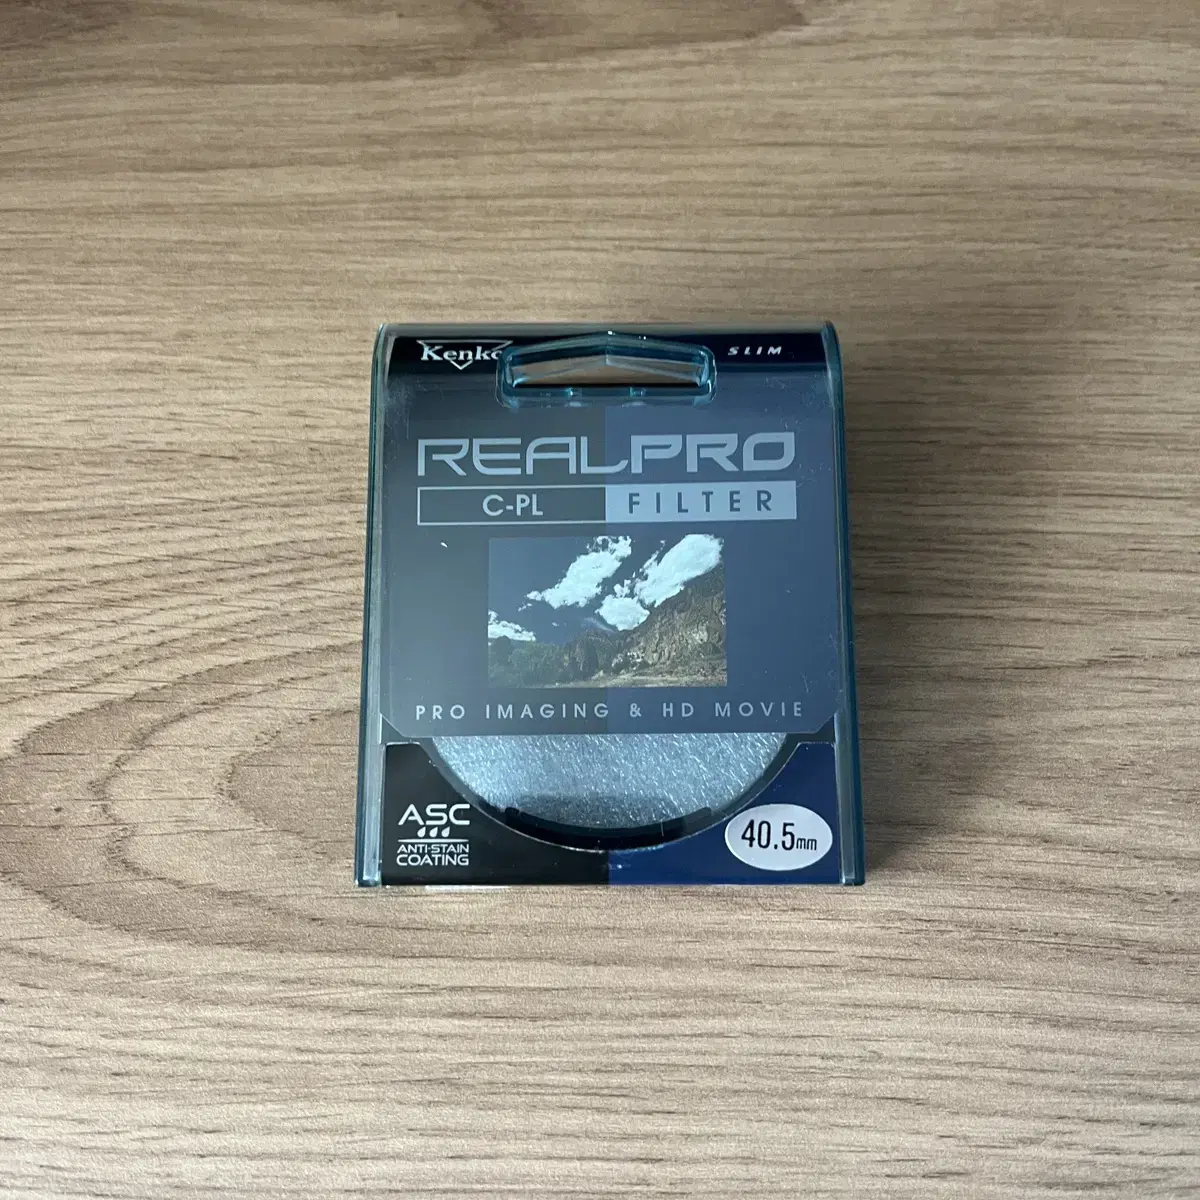 Kenko SLIM
REALPRO
C-PL FILTER
PRO IMAGING & HD MOVIE
ASC
ANTI-STAIN
COATING
40.5mm